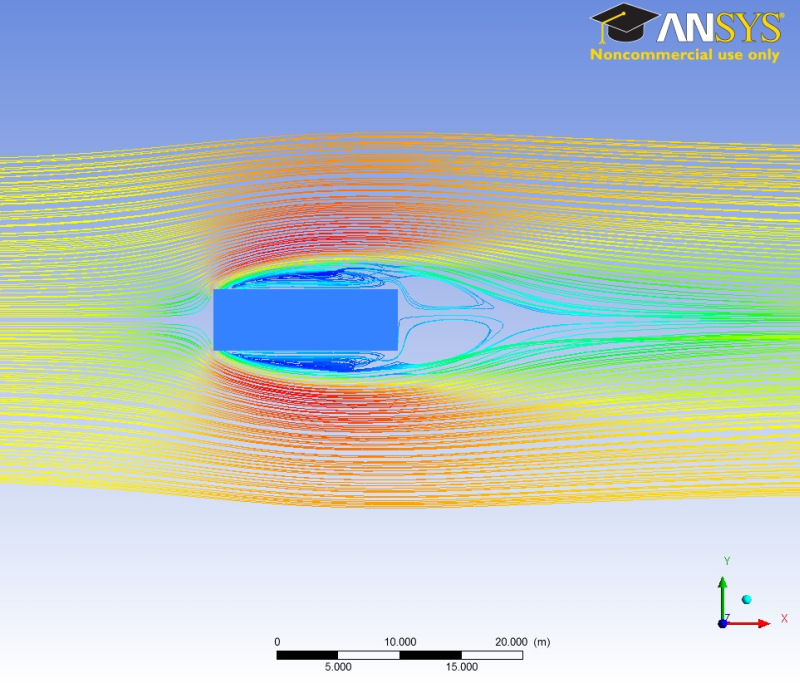 ANSYS
Noncommercial use only
Y
Z
X
0 10.000 20.000 (m)
5.000 15.000